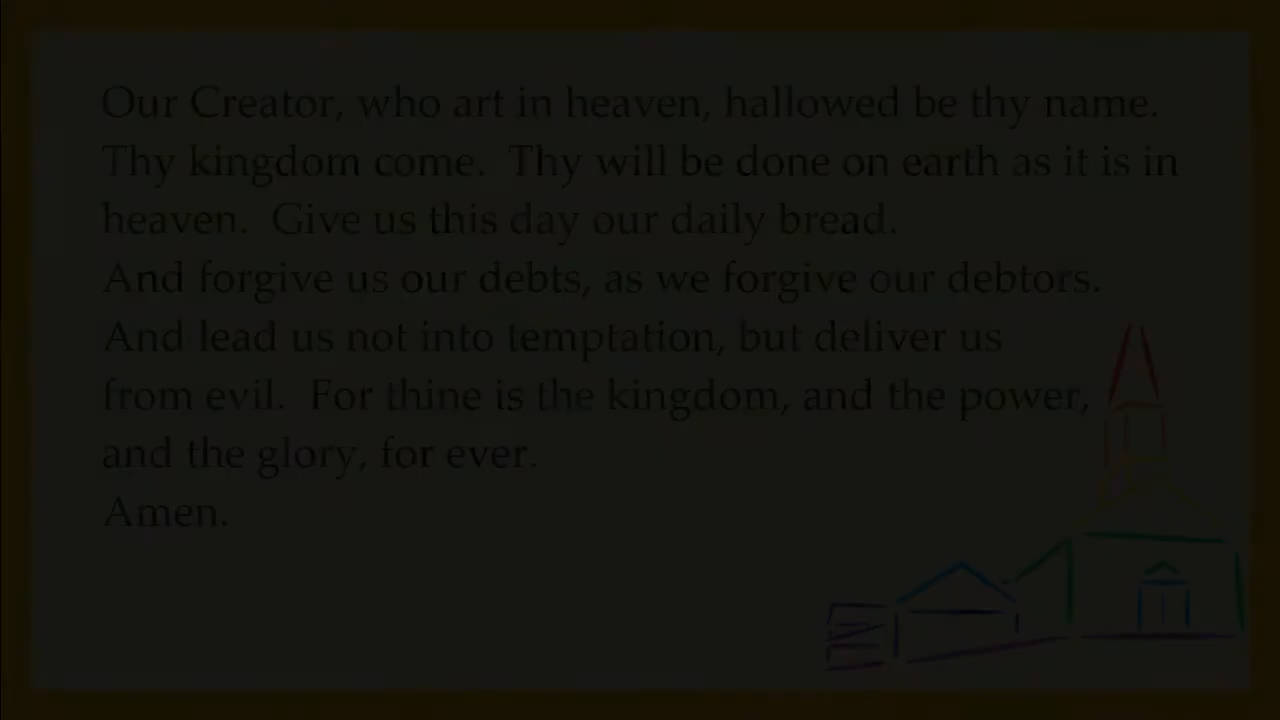 Our Creator, who art in heaven, hallowed be thy name.
Thy kingdom come.  Thy will be done on earth as it is in
heaven.  Give us this day our daily bread.
And forgive us our debts, as we forgive our debtors.
And lead us not into temptation, but deliver us
from evil.  For thine is the kingdom, and the power,
and the glory, for ever.
Amen.